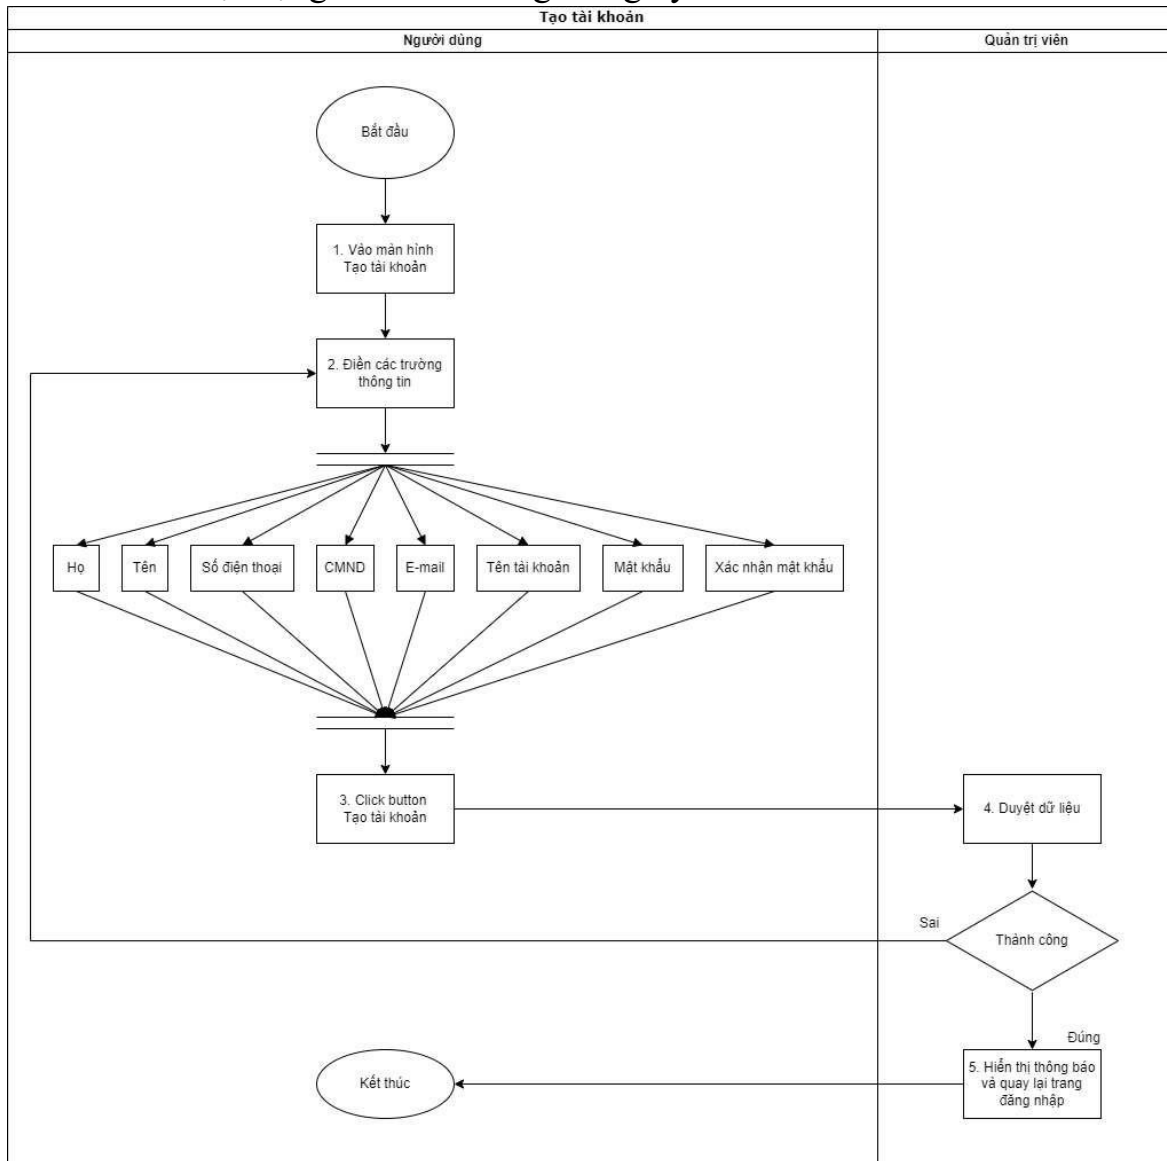 Tạo tài khoản
Người dùng
Quản trị viên
Bắt đầu
1. Vào màn hình
Tạo tài khoản
2. Điền các trường
thông tin
Họ
Tên
Số điện thoại
CMND
E-mail
Tên tài khoản
Mật khẩu
Xác nhận mật khẩu
3. Click button
Tạo tài khoản
4. Duyệt dữ liệu
Sai
Thành công
Đúng
5. Hiển thị thông báo
và quay lại trang
đăng nhập
Kết thúc